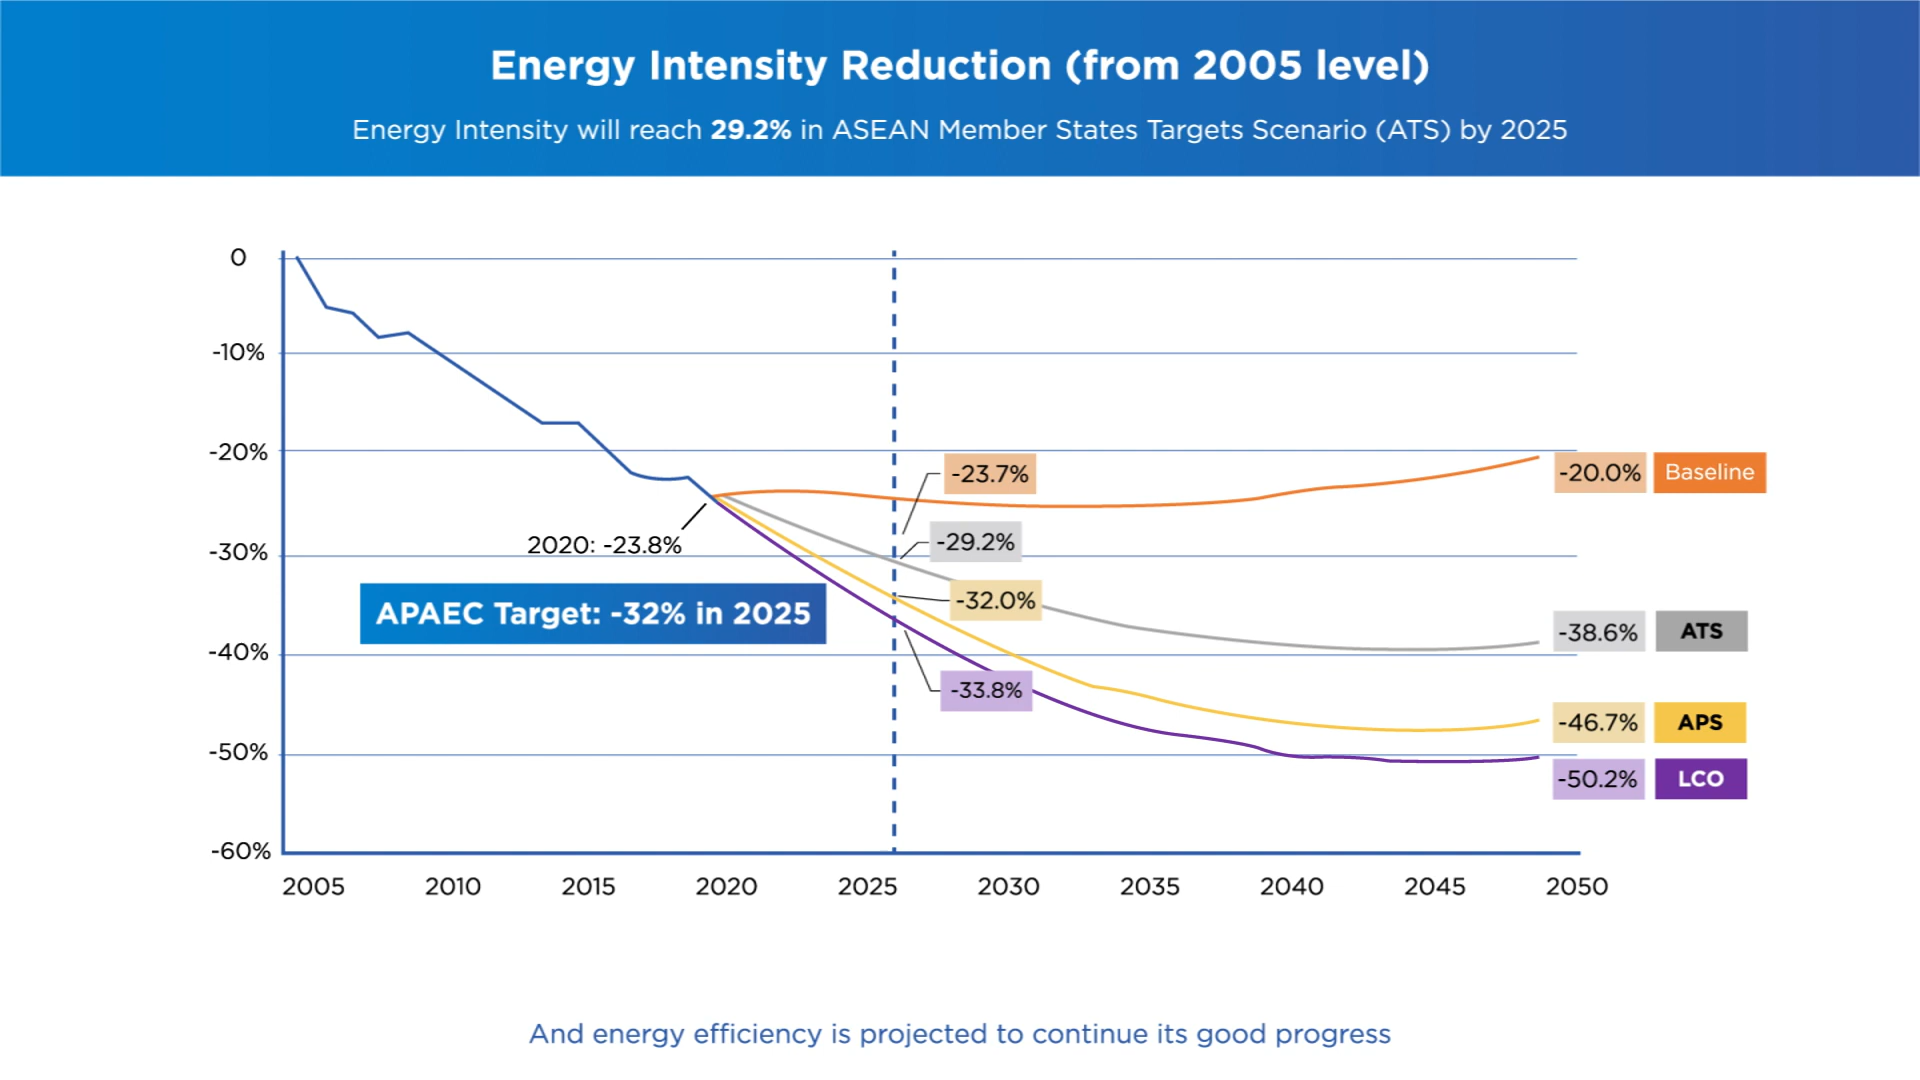 Energy Intensity Reduction (from 2005 level)
Energy Intensity will reach 29.2% in ASEAN Member States Targets Scenario (ATS) by 2025
0
-10%
-20%
-30%
-40%
-50%
-60%
2020: -23.8%
APAEC Target: -32% in 2025
-23.7%
-29.2%
-32.0%
-33.8%
-20.0% Baseline
-38.6% ATS
-46.7% APS
-50.2% LCO
2005 2010 2015 2020 2025 2030 2035 2040 2045 2050
And energy efficiency is projected to continue its good progress